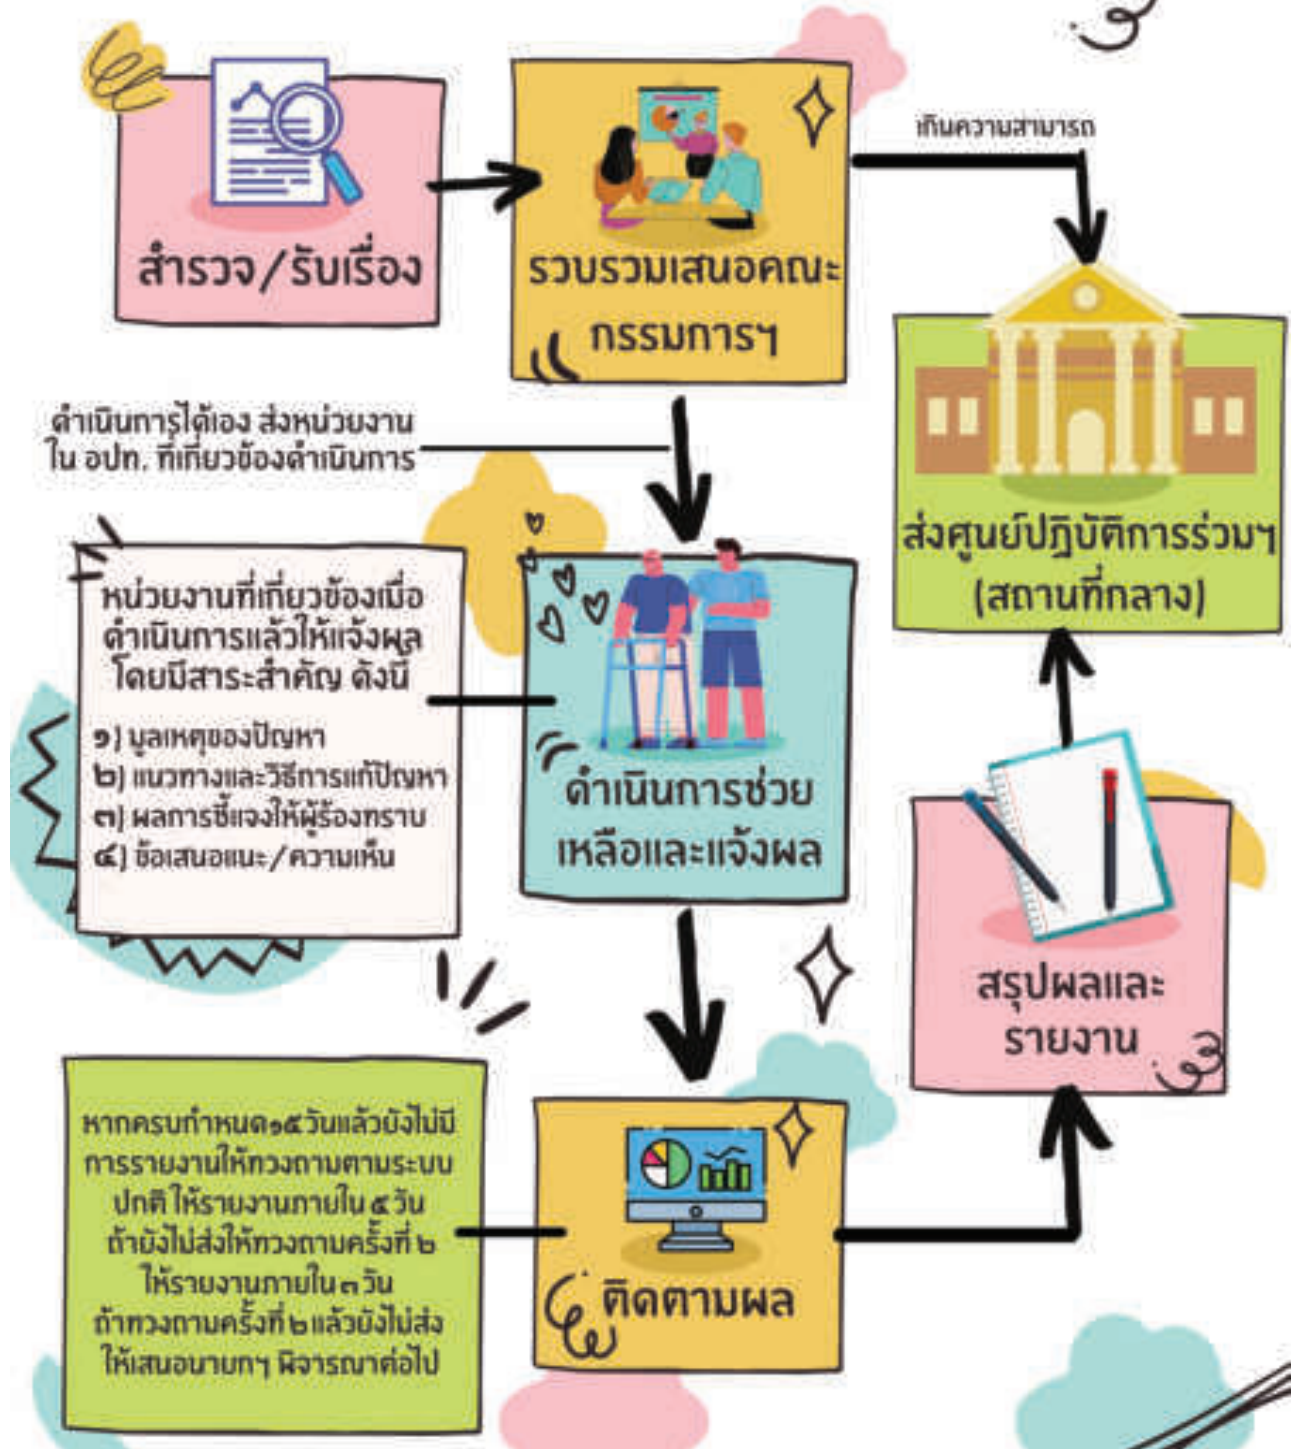 สำรวจ/รับเรื่อง
รวบรวมเสนอคณะ
กรรมการฯ
เกินความสามารถ
ส่งศูนย์ปฏิบัติการร่วมฯ
(สถานที่กลาง)
ดำเนินการได้เอง ส่งหน่วยงาน
ใน อปท. ที่เกี่ยวข้องดำเนินการ
หน่วยงานที่เกี่ยวข้องเมื่อ
ดำเนินการแล้วให้แจ้งผล
โดยมีสาระสำคัญ ดังนี้
๑) มูลเหตุของปัญหา
๒) แนวทางและวิธีการแก้ปัญหา
๓) ผลการชี้แจงให้ผู้ร้องทราบ
๔) ข้อเสนอแนะ/ความเห็น
ดำเนินการช่วย
เหลือและแจ้งผล
สรุปผลและ
รายงาน
หากครบกำหนด๑๕วันแล้วยังไม่มี
การรายงานให้ทวงถามตามระบบ
ปกติ ให้รายงานภายใน ๕ วัน
ถ้ายังไม่ส่งให้ทวงถามครั้งที่ ๒
ให้รายงานภายใน ๓ วัน
ถ้าทวงถามครั้งที่ ๒ แล้วยังไม่ส่ง
ให้เสนอนายกฯ พิจารณาต่อไป
ติดตามผล